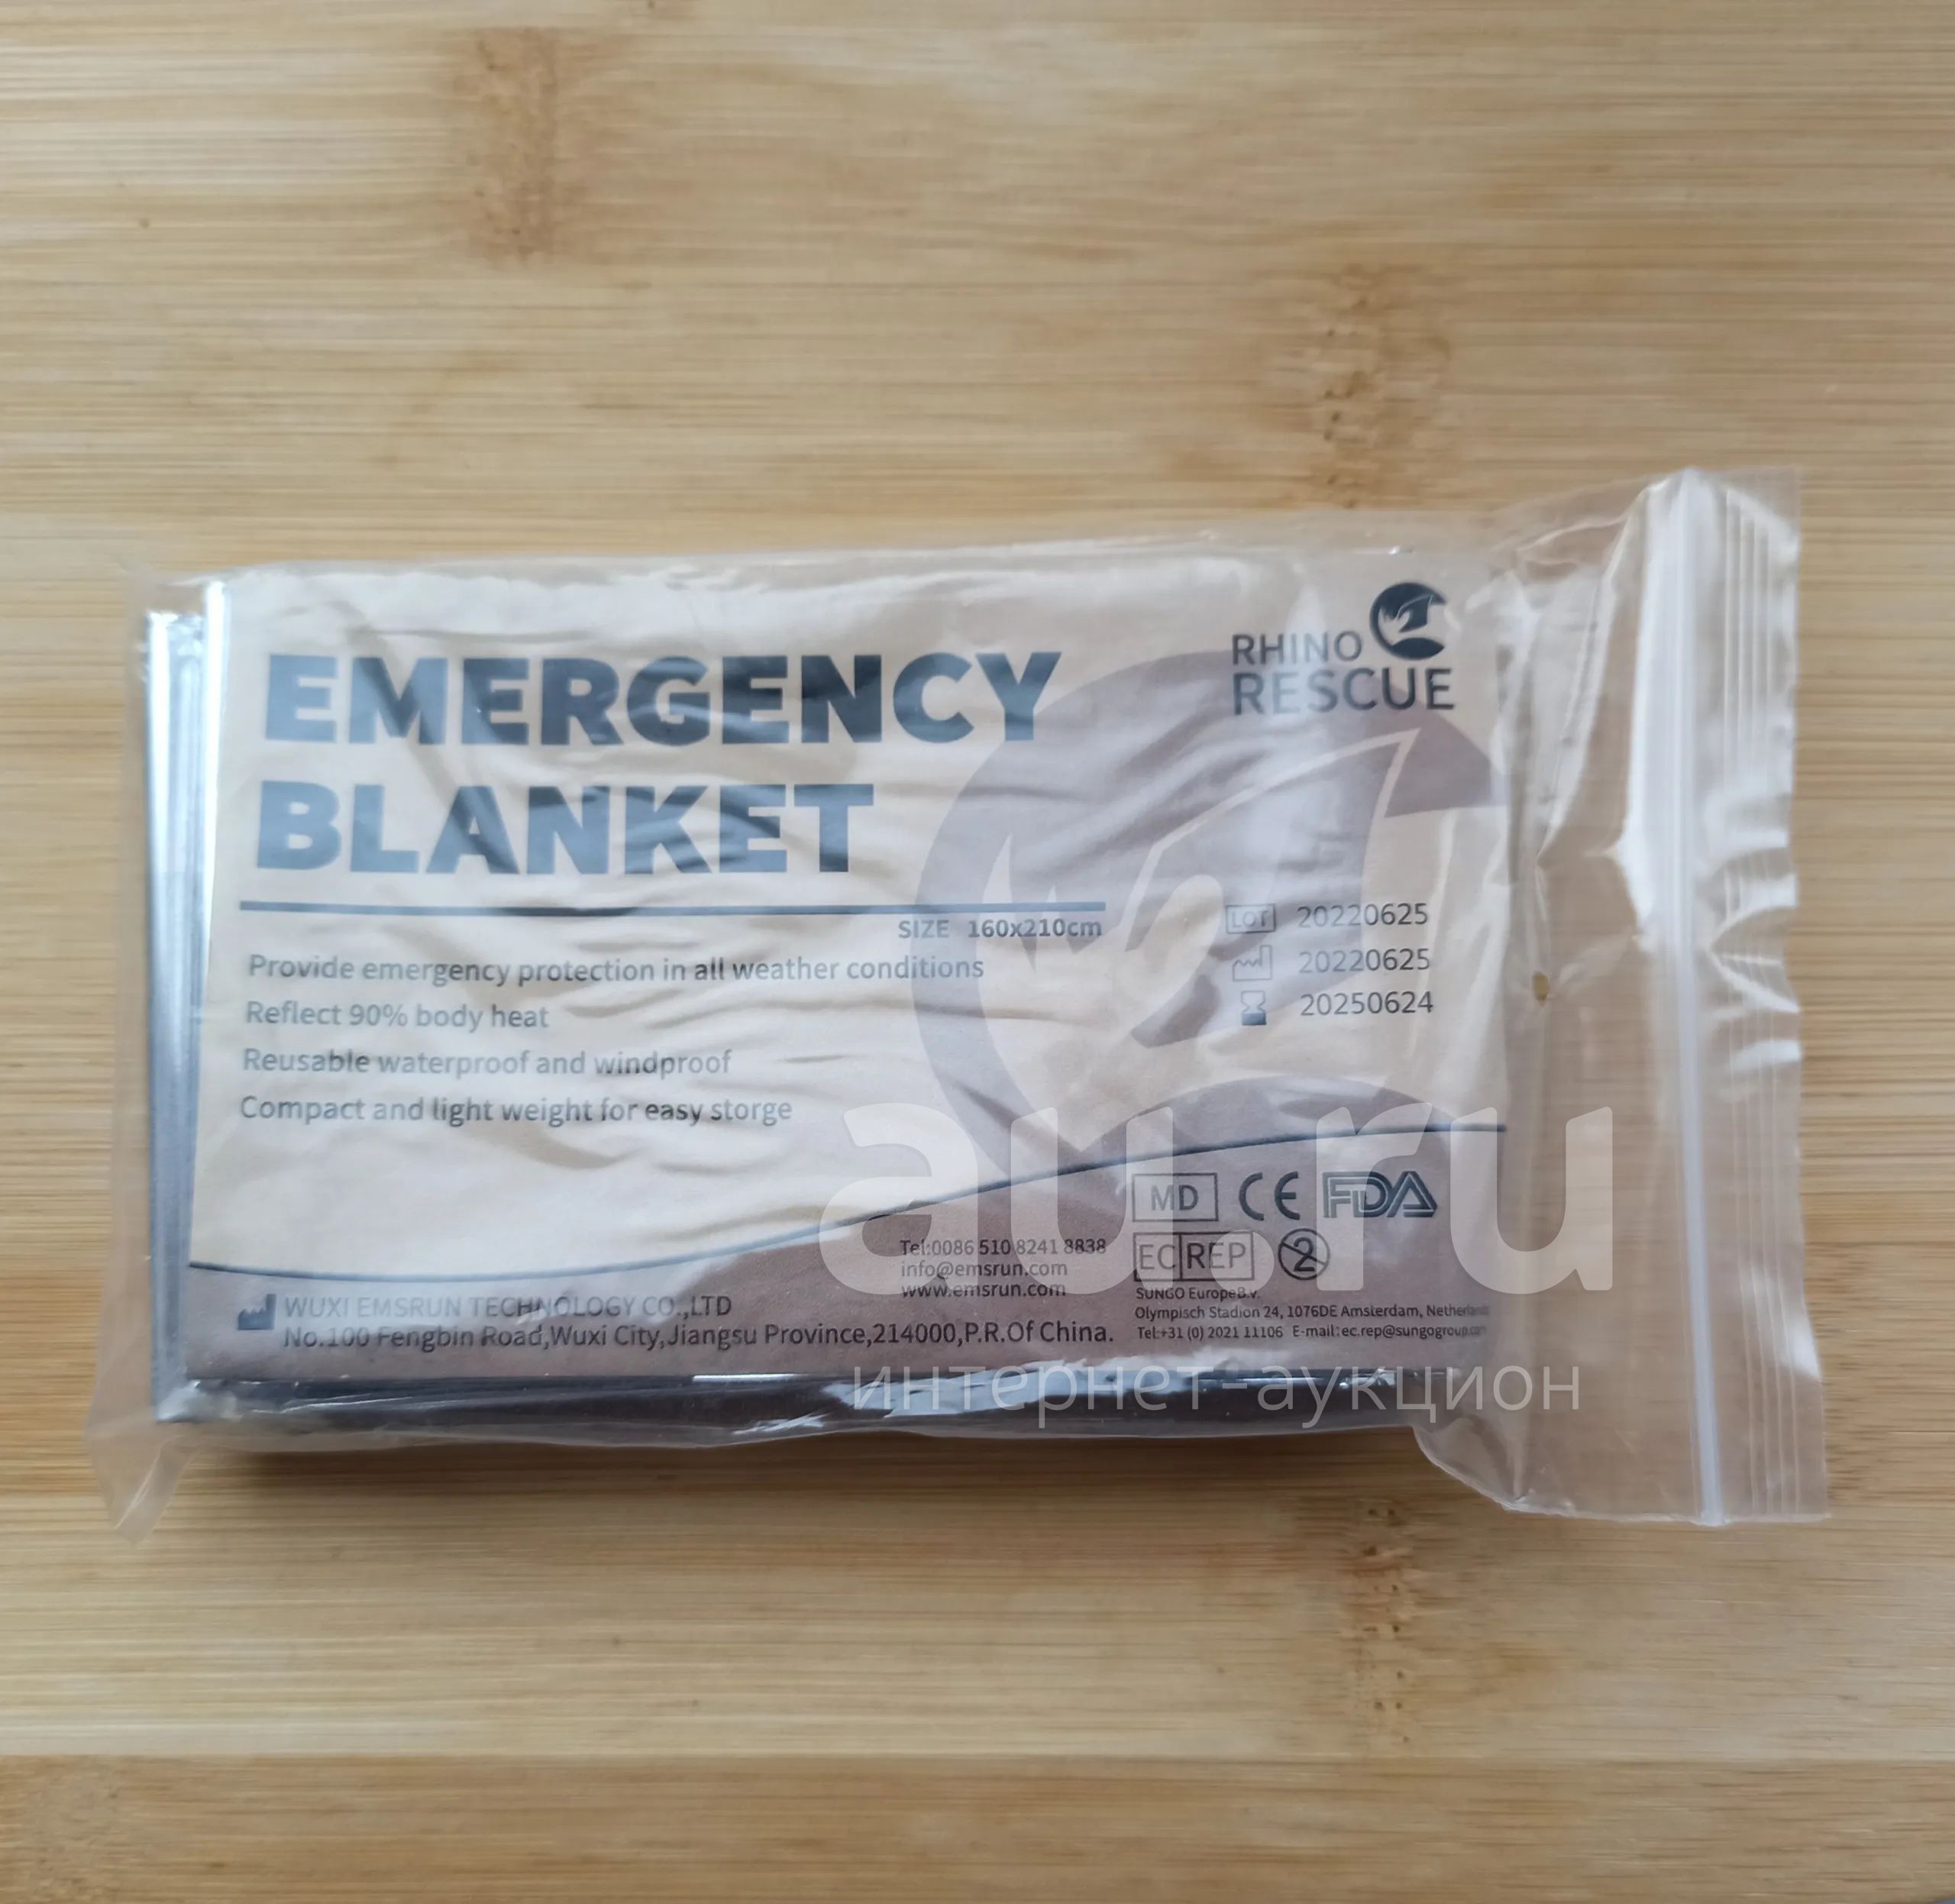 RHINO
RESCUE
EMERGENCY
BLANKET
SIZE 160x210cm
LOT 20220625
20220625
20250624
Provide emergency protection in all weather conditions
Reflect 90% body heat
Reusable waterproof and windproof
Compact and light weight for easy storge
au.ru
MD CE FDA
EC REP 2
Tel:0086 510 8241 8838
info@emsrun.com
www.emsrun.com
WUXI EMSRUN TECHNOLOGY CO.,LTD
No.100 Fengbin Road,Wuxi City,Jiangsu Province,214000,P.R.Of China.
SUNGO EuropeB.v.
Olympisch Stadion 24, 1076DE Amsterdam, Netherlands
Tel:+31 (0) 2021 11106 E-mail:ec.rep@sungogroup.com
интернет-аукцион